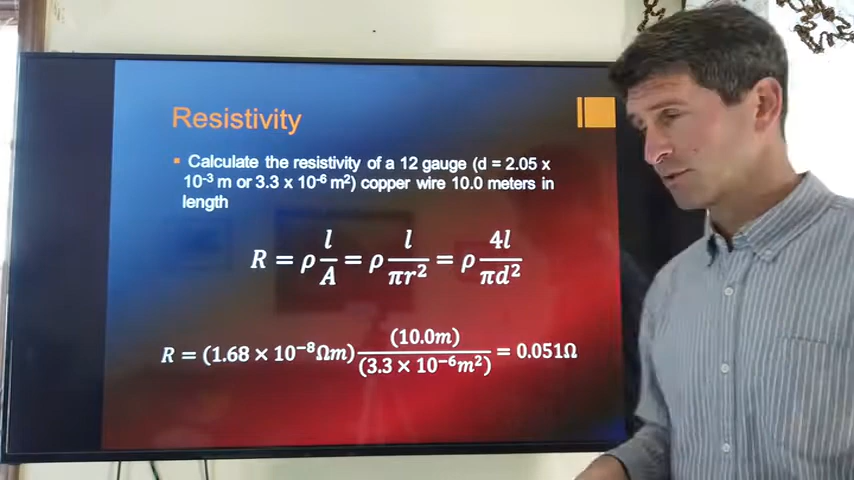 Resistivity
▪ Calculate the resistivity of a 12 gauge (d = 2.05 x
10⁻³ m or 3.3 x 10⁻⁶ m²) copper wire 10.0 meters in
length
R = ρ l/A = ρ l/πr² = ρ 4l/πd²
R = (1.68 × 10⁻⁸Ωm) (10.0m)/(3.3 × 10⁻⁶m²) = 0.051Ω